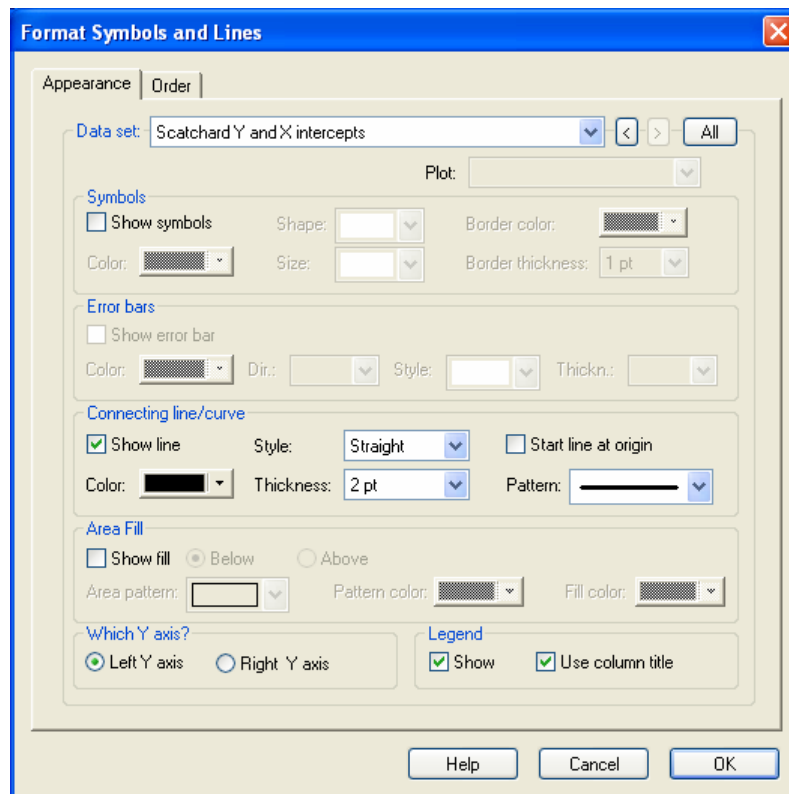 Format Symbols and Lines
Appearance Order
Data set: Scatchard Y and X intercepts < > All
Plot:
Symbols
Show symbols Shape: Border color:
Color: Size: Border thickness: 1 pt
Error bars
Show error bar
Color: Dir.: Style: Thickn.:
Connecting line/curve
Show line Style: Straight Start line at origin
Color: Thickness: 2 pt Pattern:
Area Fill
Show fill Below Above
Area pattern: Pattern color: Fill color:
Which Y axis? Legend
Left Y axis Right Y axis Show Use column title
Help Cancel OK